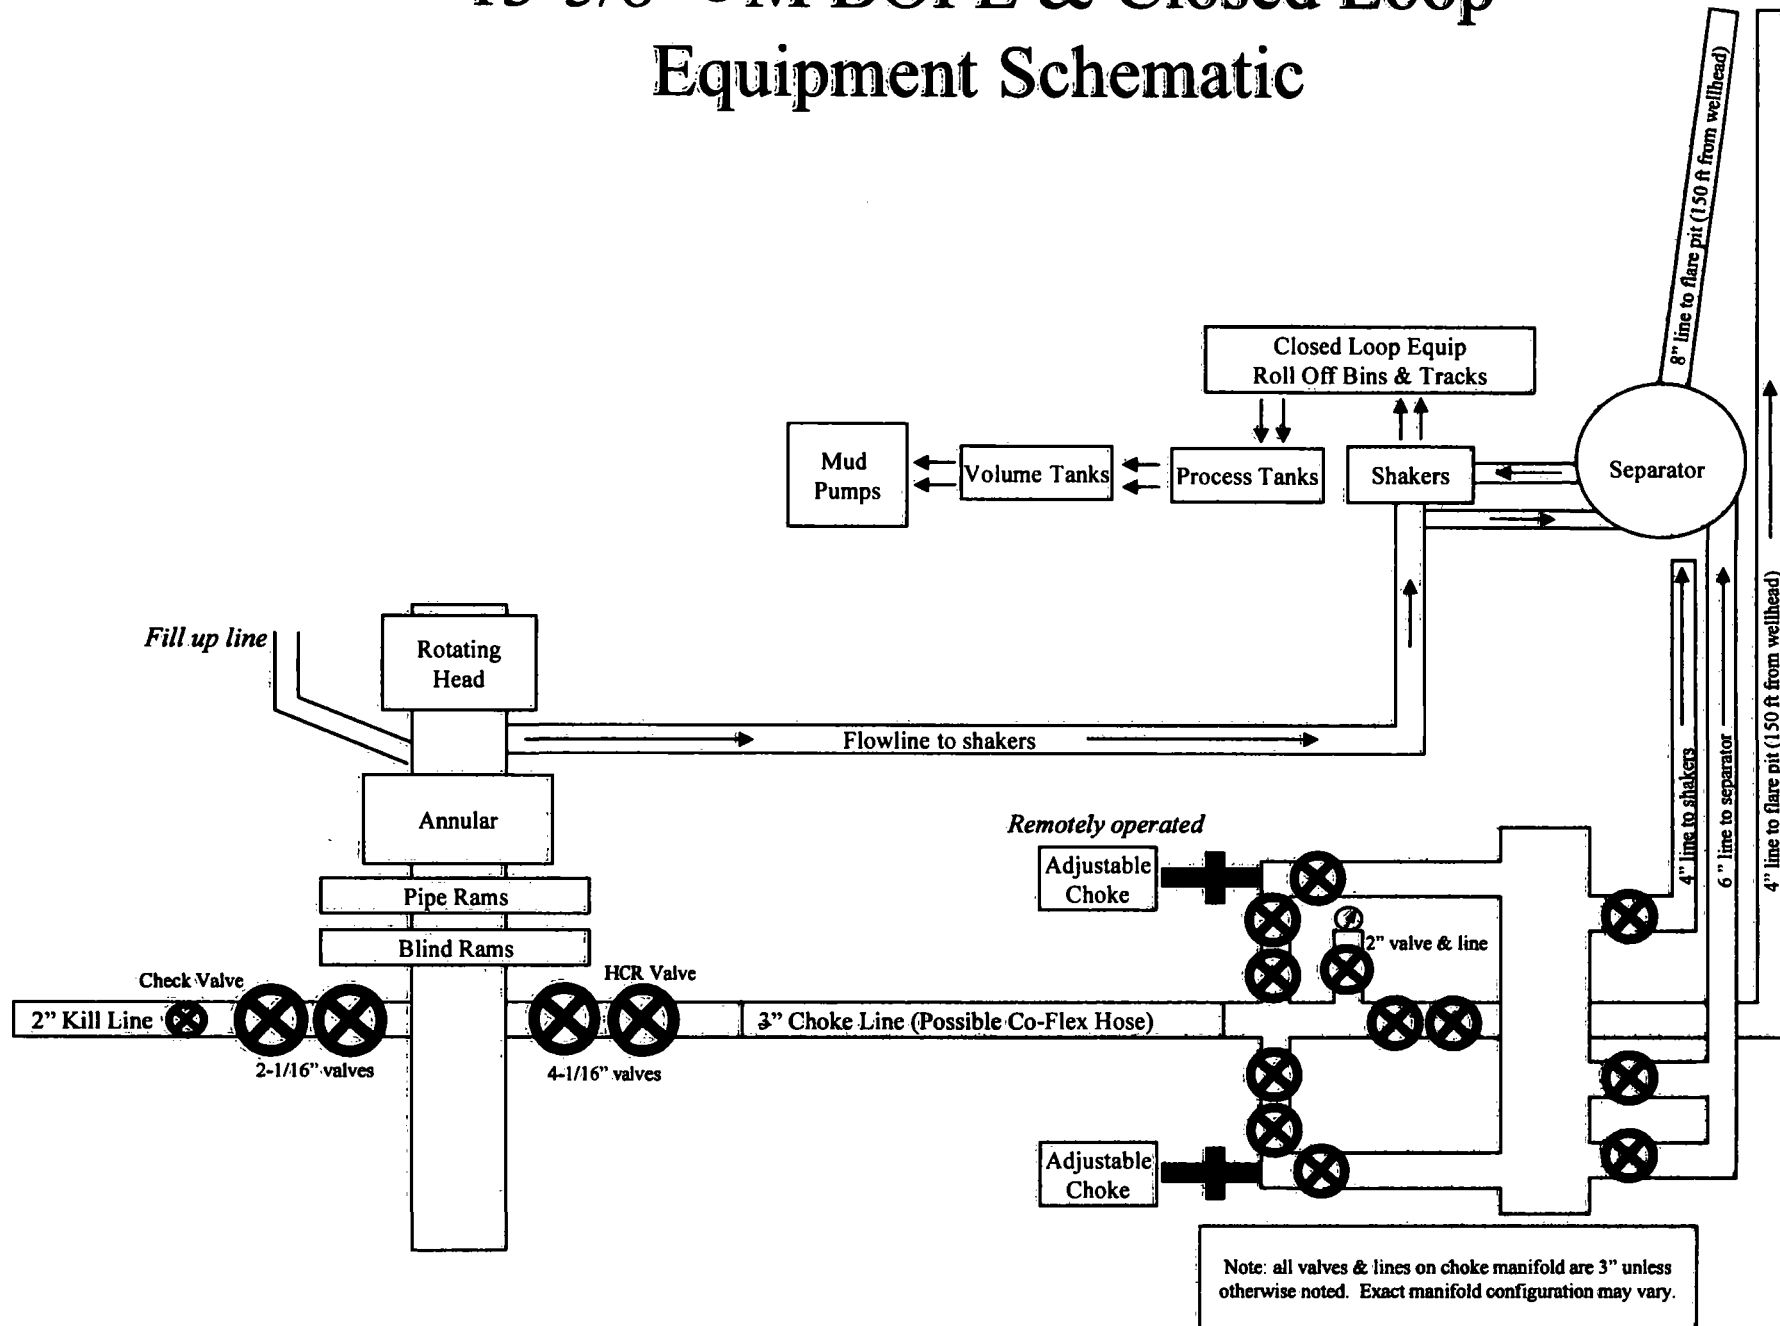 Equipment Schematic
8" line to flare pit (150 ft from wellhead)
Closed Loop Equip
Roll Off Bins & Tracks
Mud
Pumps
Volume Tanks
Process Tanks
Shakers
Separator
Fill up line
Rotating
Head
Flowline to shakers
Annular
Pipe Rams
Blind Rams
Check Valve
HCR Valve
2" Kill Line
2-1/16" valves
4-1/16" valves
3" Choke Line (Possible Co-Flex Hose)
Remotely operated
Adjustable
Choke
2" valve & line
Adjustable
Choke
4" line to shakers
6" line to separator
4" line to flare pit (150 ft from wellhead)
Note: all valves & lines on choke manifold are 3" unless
otherwise noted. Exact manifold configuration may vary.